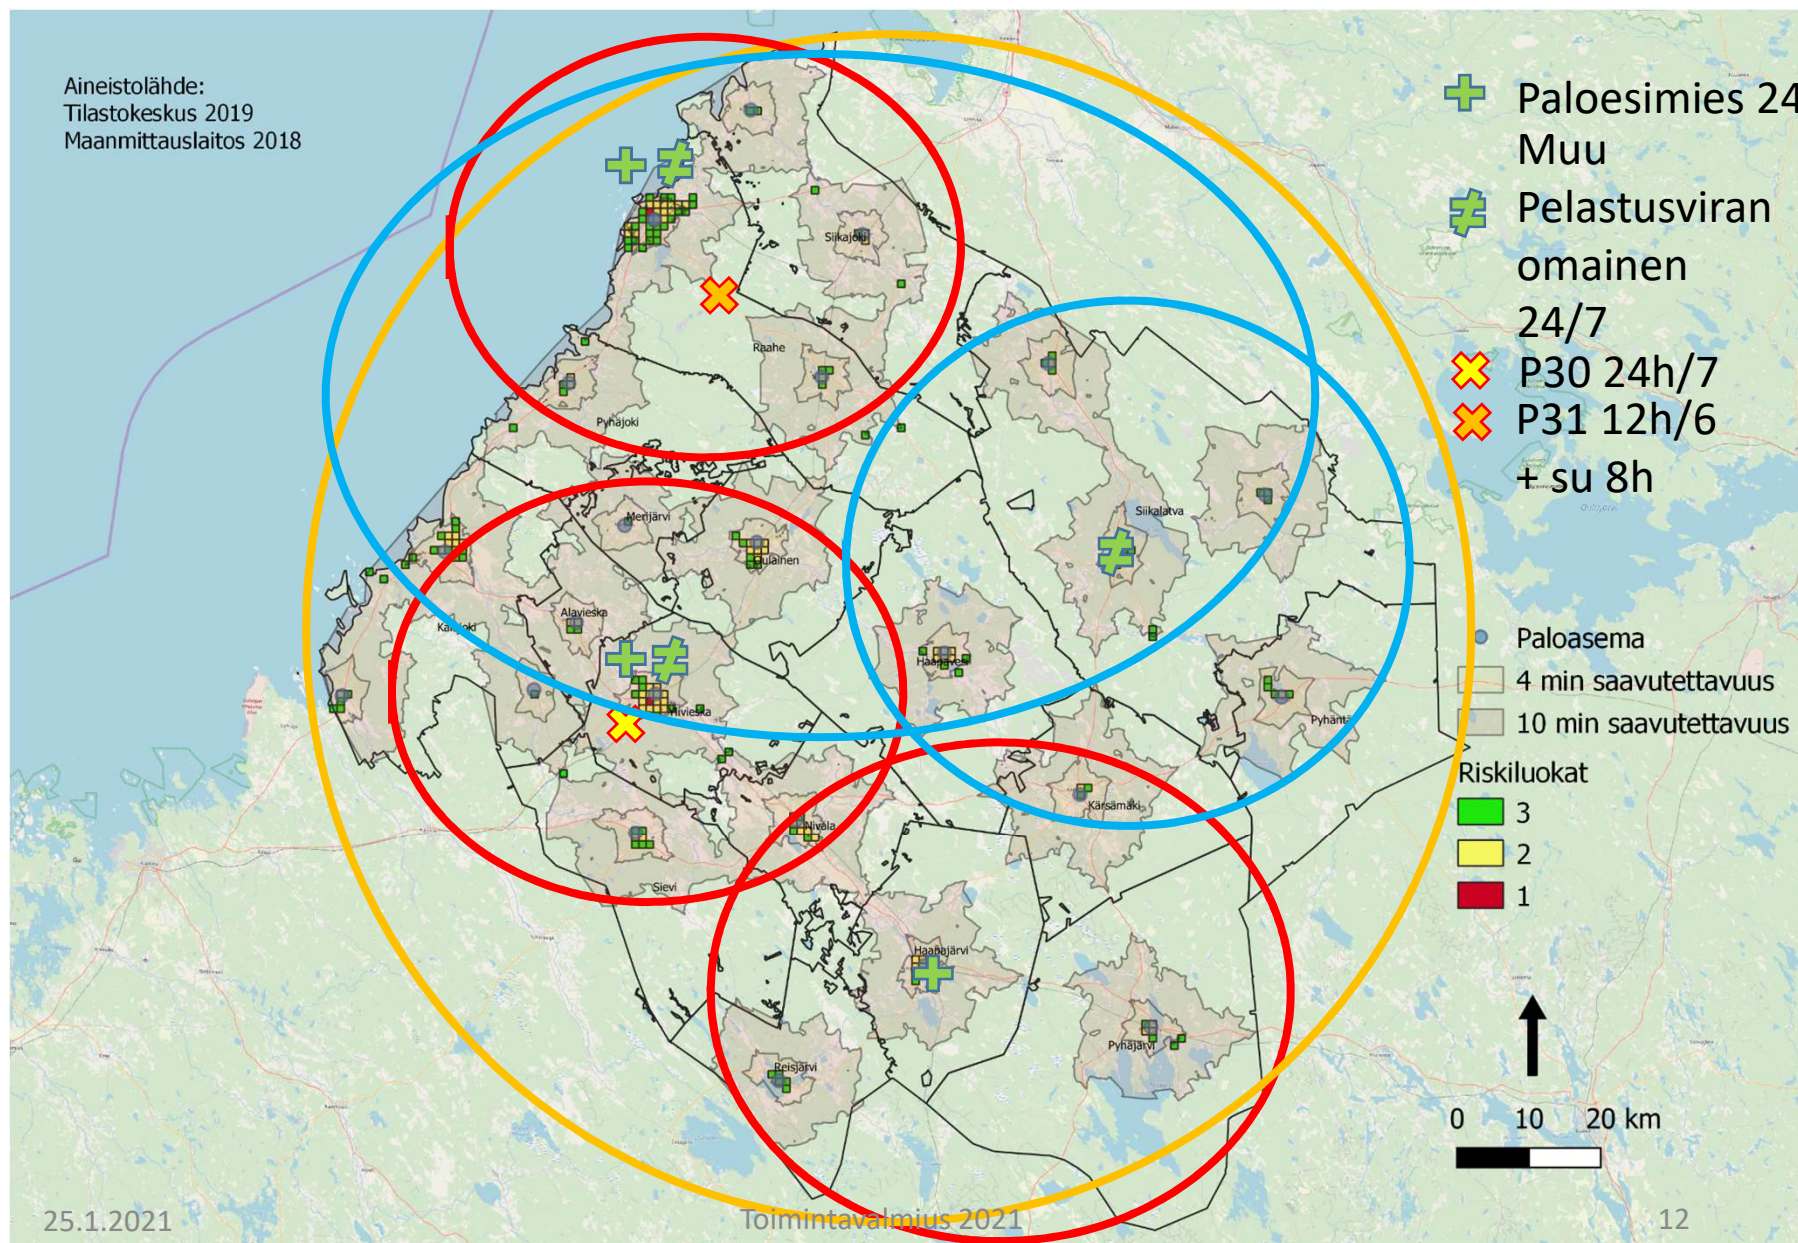 Aineistolähde:
Tilastokeskus 2019
Maanmittauslaitos 2018
Paloesimies 24
Muu
Pelastusviran
omainen
24/7
P30 24h/7
P31 12h/6
+ su 8h
Siikajoki
Raahe
Pyhäjoki
Merijärvi
Oulainen
Siikalatva
Alavieska
Kalajoki
Haapavesi
Ylivieska
Pyhäntä
Kärsämäki
Nivala
Sievi
Haapajärvi
Pyhäjärvi
Reisjärvi
Paloasema
4 min saavutettavuus
10 min saavutettavuus
Riskiluokat
3
2
1
0 10 20 km
25.1.2021
Toimintavalmius 2021
12